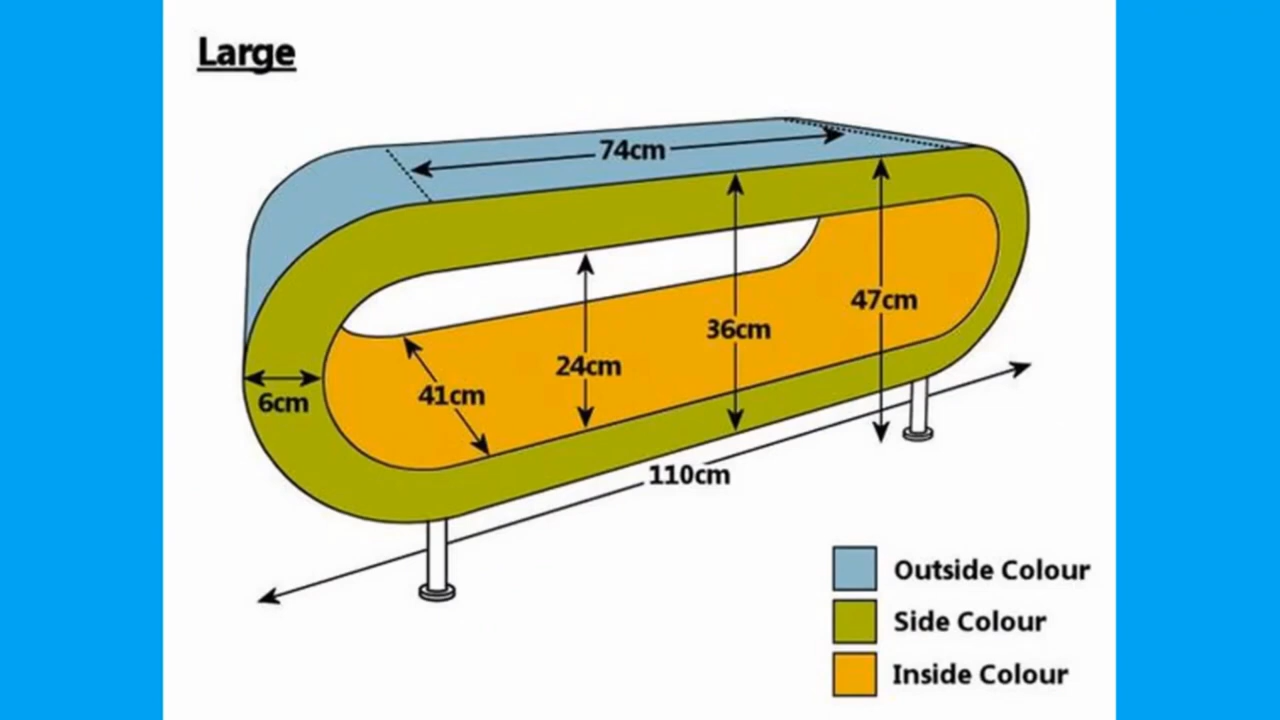 Large
74cm
47cm
36cm
24cm
41cm
6cm
110cm
Outside Colour
Side Colour
Inside Colour